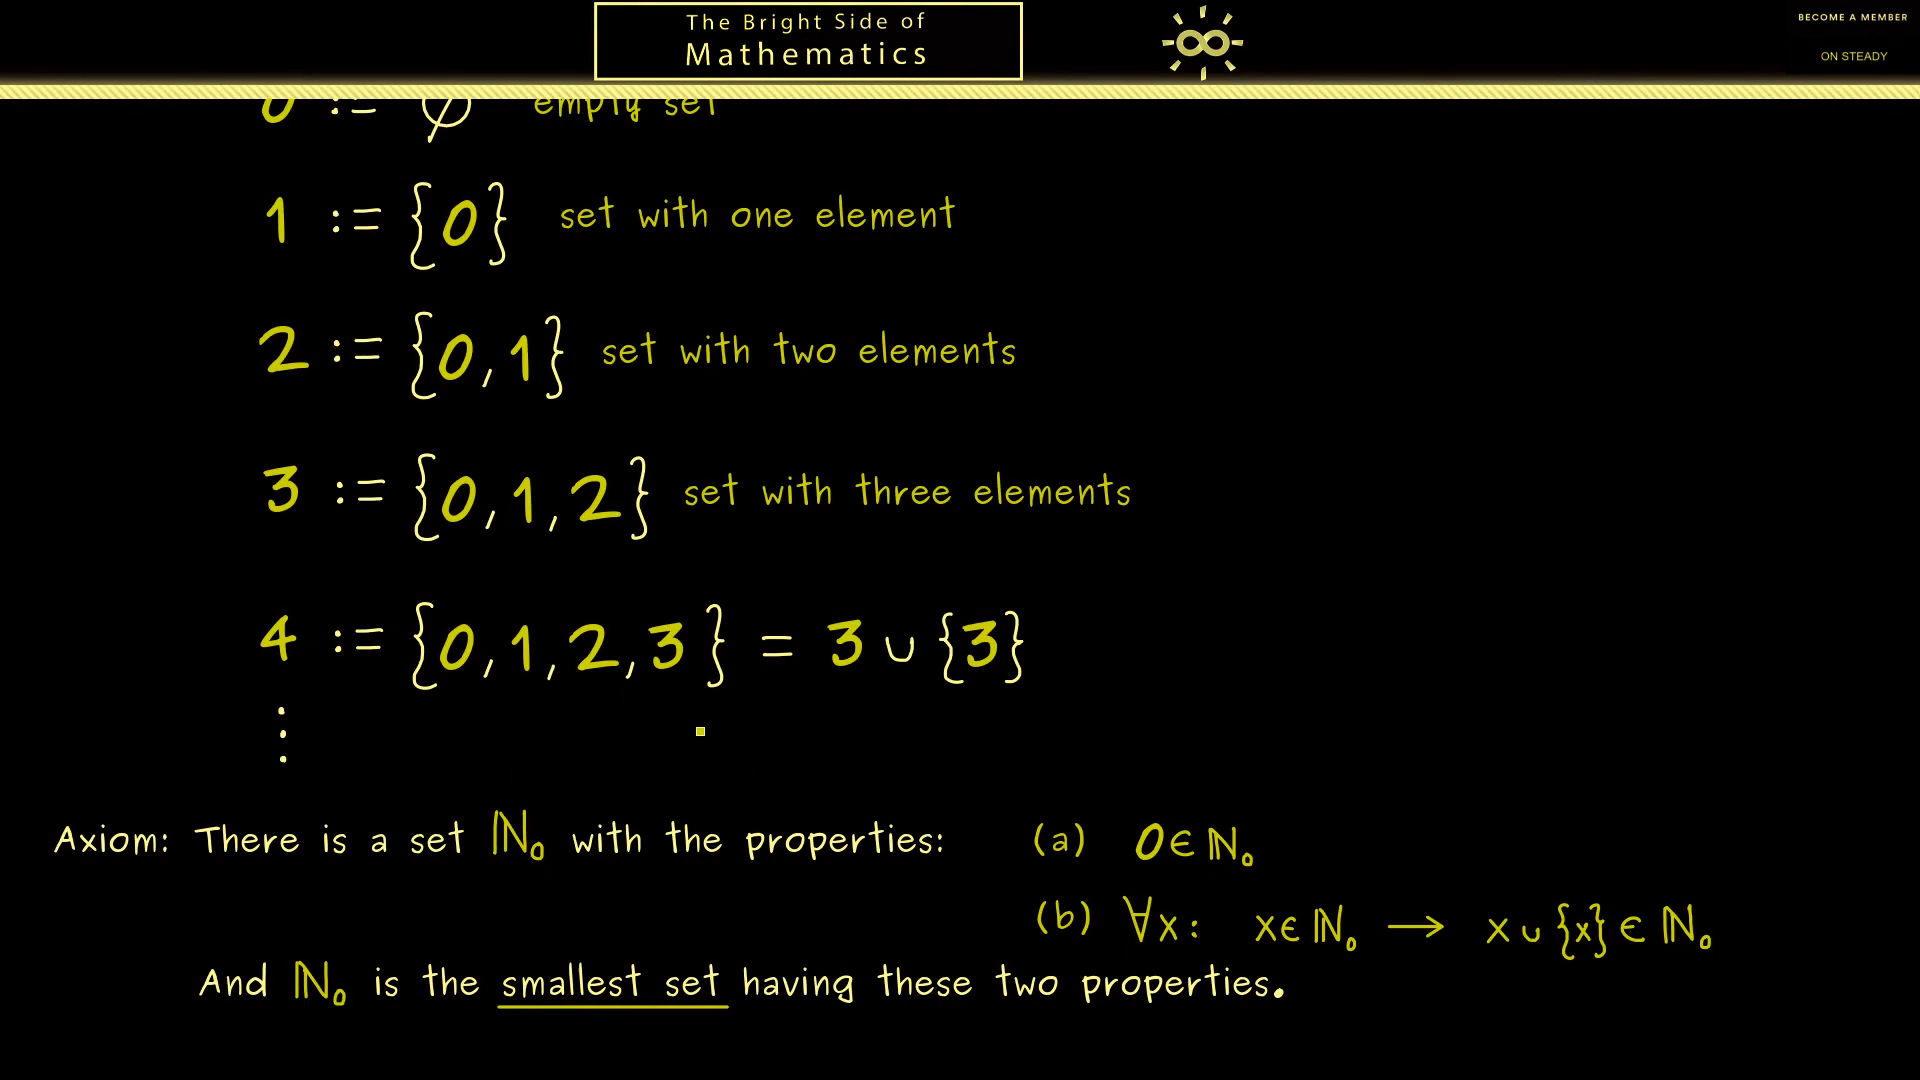 The Bright Side of
Mathematics
BECOME A MEMBER
ON STEADY
0 := ∅ empty set
1 := {0} set with one element
2 := {0,1} set with two elements
3 := {0,1,2} set with three elements
4 := {0,1,2,3} = 3 ∪ {3}
⋮
Axiom: There is a set ℕ₀ with the properties: (a) 0 ∈ ℕ₀
(b) ∀x: x ∈ ℕ₀ → x ∪ {x} ∈ ℕ₀
And ℕ₀ is the smallest set having these two properties.